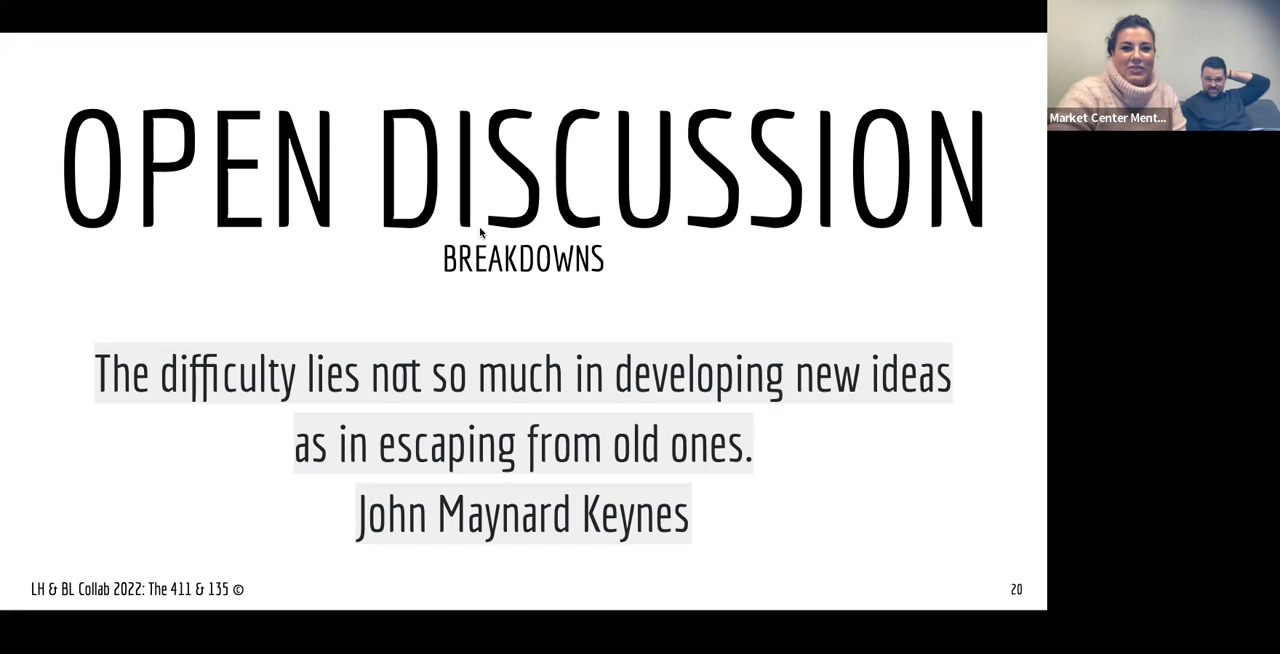 OPEN DISCUSSION
BREAKDOWNS
The difficulty lies not so much in developing new ideas
as in escaping from old ones.
John Maynard Keynes
LH & BL Collab 2022: The 411 & 135 ©
20
Market Center Ment...